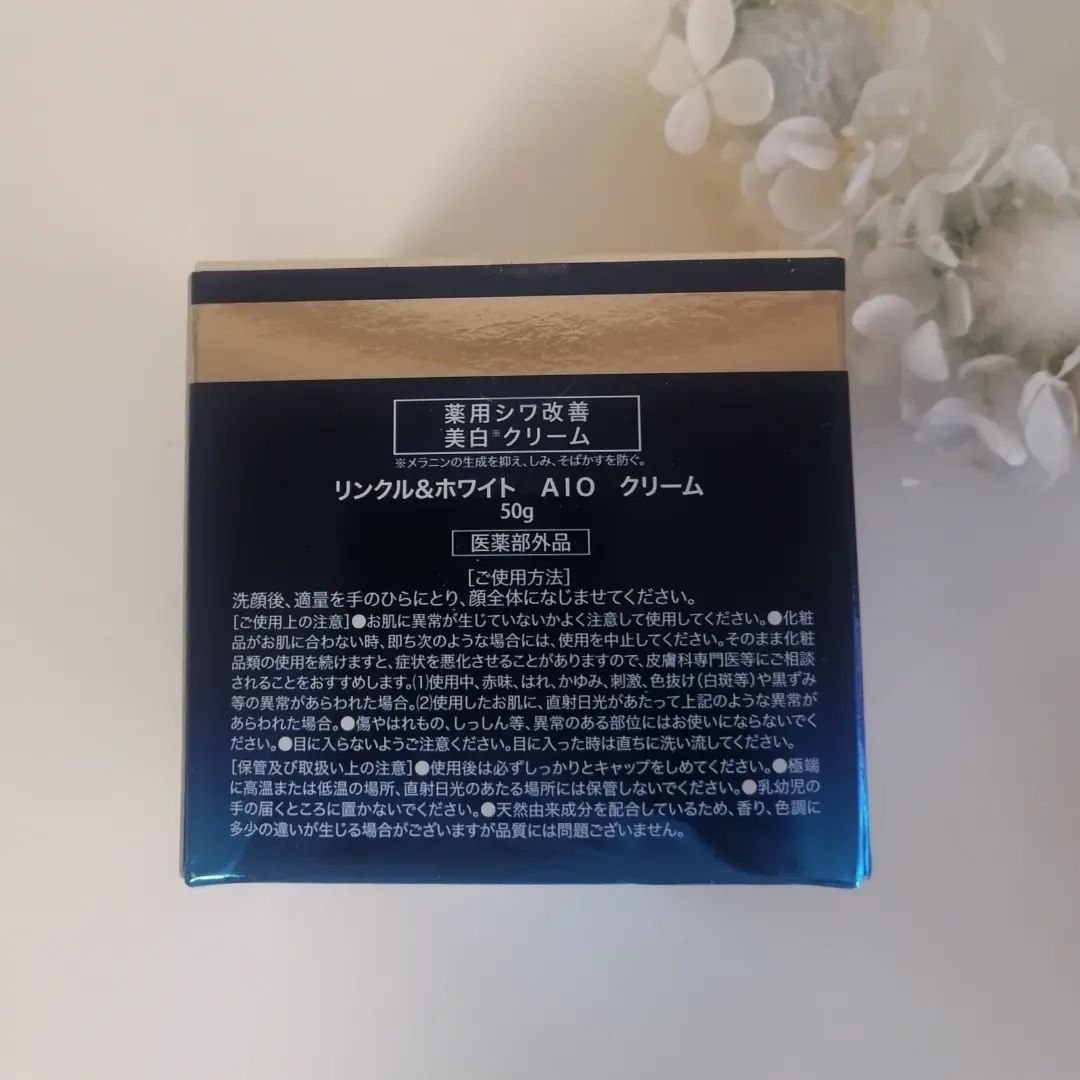 薬用シワ改善
美白※クリーム
※メラニンの生成を抑え、しみ、そばかすを防ぐ。
リンクル&ホワイト AIO クリーム
50g
医薬部外品
[ご使用方法]
洗顔後、適量を手のひらにとり、顔全体になじませてください。
[ご使用上の注意]●お肌に異常が生じていないかよく注意して使用してください。●化粧
品がお肌に合わない時、即ち次のような場合には、使用を中止してください。そのまま化粧
品類の使用を続けますと、症状を悪化させることがありますので、皮膚科専門医等にご相談
されることをおすすめします。(1)使用中、赤味、はれ、かゆみ、刺激、色抜け(白斑等)や黒ずみ
等の異常があらわれた場合。(2)使用したお肌に、直射日光があたって上記のような異常が
あらわれた場合。●傷やはれもの、しっしん等、異常のある部位にはお使いにならないでく
ださい。●目に入らないようご注意ください。目に入った時は直ちに洗い流してください。
[保管及び取扱い上の注意]●使用後は必ずしっかりとキャップをしめてください。●極端
に高温または低温の場所、直射日光のあたる場所には保管しないでください。●乳幼児の
手の届くところに置かないでください。●天然由来成分を配合しているため、香り、色調に
多少の違いが生じる場合がございますが品質には問題ございません。